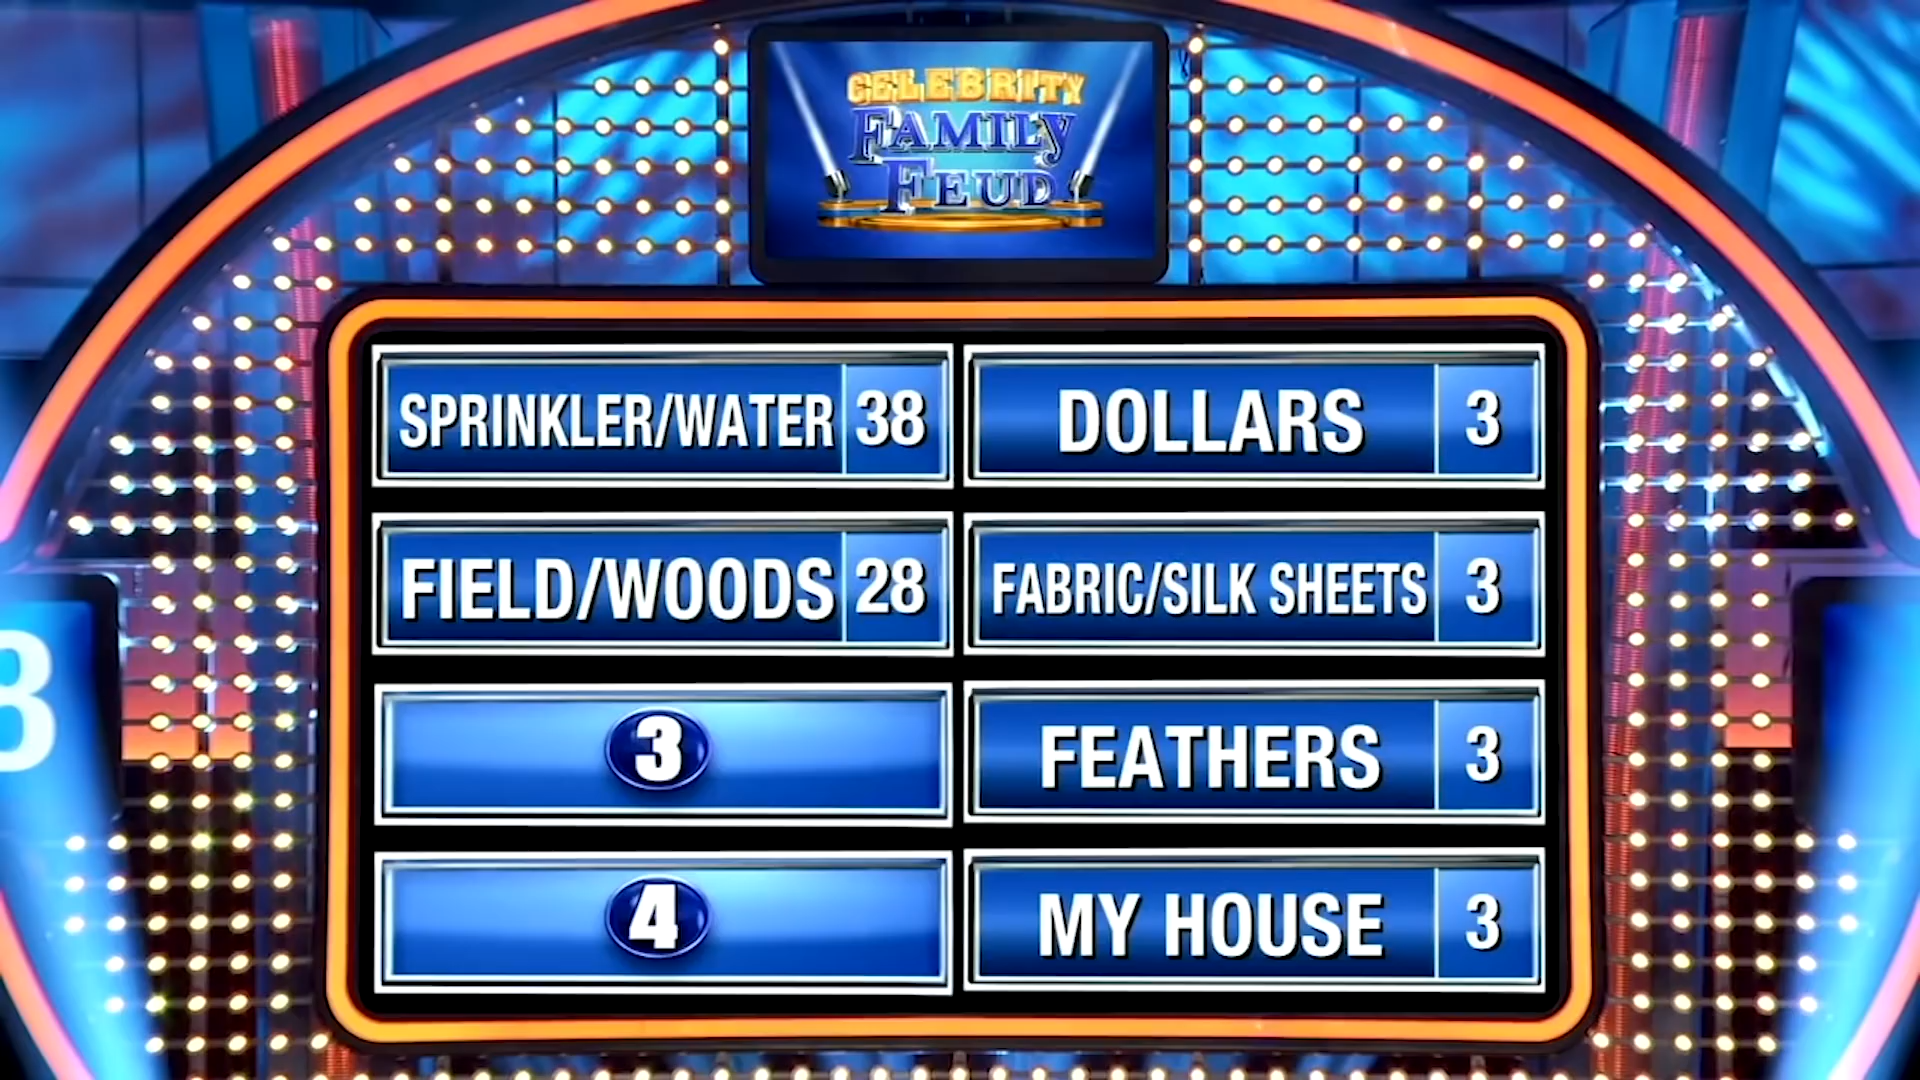 CELEBRITY
FAMILY
FEUD
SPRINKLER/WATER 38
DOLLARS 3
FIELD/WOODS 28
FABRIC/SILK SHEETS 3
3
FEATHERS 3
4
MY HOUSE 3